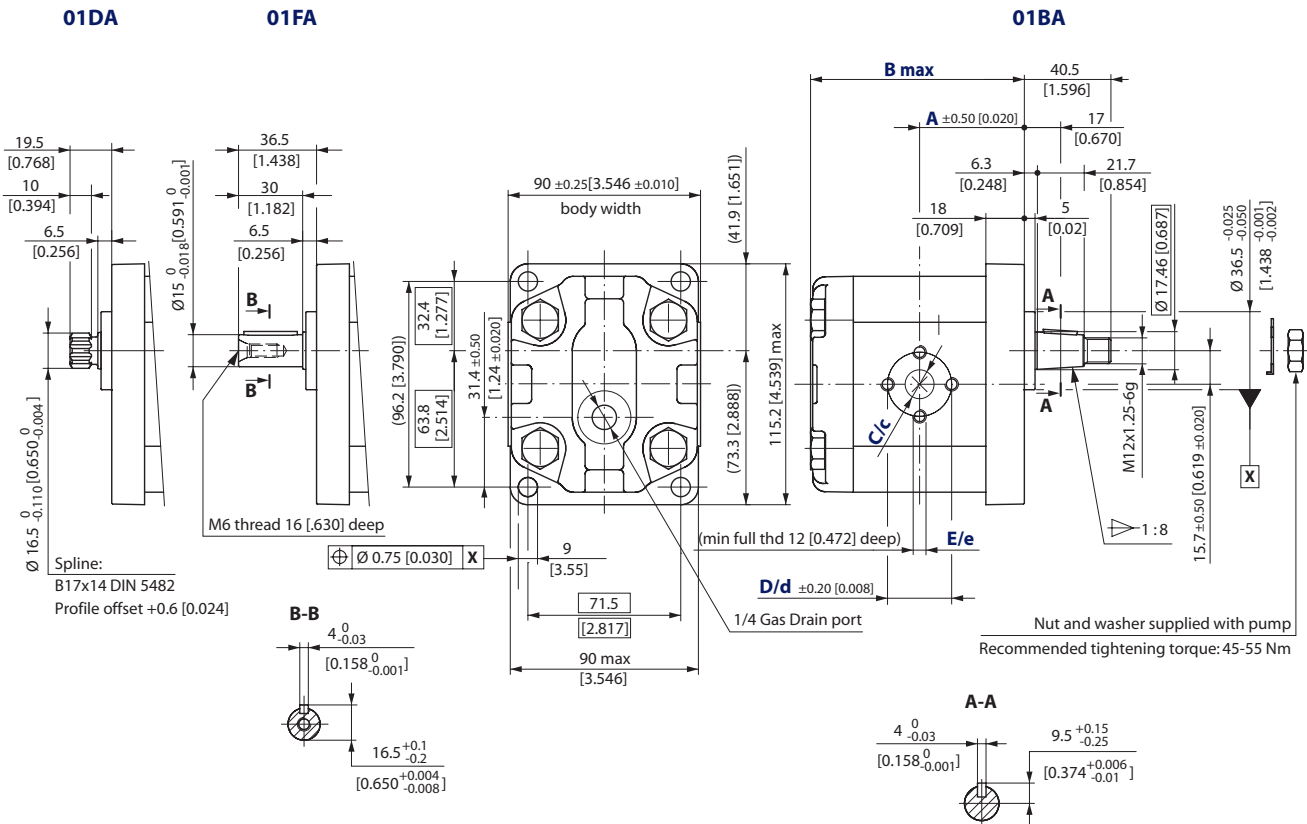 01DA
01FA
01BA
19.5
[0.768]
10
[0.394]
6.5
[0.256]
Ø 16.5 0 -0.110 [0.650 0 -0.004]
Spline:
B17x14 DIN 5482
Profile offset +0.6 [0.024]
36.5
[1.438]
30
[1.182]
6.5
[0.256]
Ø15 0 -0.018 [0.591 0 -0.001]
B
B
M6 thread 16 [.630] deep
Ø 0.75 [0.030] X
B-B
4 0 -0.03
[0.158 0 -0.001]
16.5 +0.1 -0.2
[0.650 +0.004 -0.008]
90 ±0.25[3.546 ±0.010]
body width
(41.9 [1.651])
(96.2 [3.790])
32.4
[1.277]
63.8
[2.514]
31.4 ±0.50
[1.24 ±0.020]
(73.3 [2.888])
115.2 [4.539] max
9
[3.55]
71.5
[2.817]
90 max
[3.546]
1/4 Gas Drain port
B max
40.5
[1.596]
A ±0.50 [0.020]
17
[0.670]
6.3
[0.248]
21.7
[0.854]
18
[0.709]
5
[0.02]
Ø 17.46 [0.687]
Ø 36.5 -0.025 -0.050
[1.438 -0.001 -0.002]
A
A
C/c
M12x1.25-6g
15.7±0.50 [0.619 ±0.020]
X
1:8
(min full thd 12 [0.472] deep)
E/e
D/d ±0.20 [0.008]
Nut and washer supplied with pump
Recommended tightening torque: 45-55 Nm
A-A
4 0 -0.03
[0.158 0 -0.001]
9.5 +0.15 -0.25
[0.374 +0.006 -0.01]